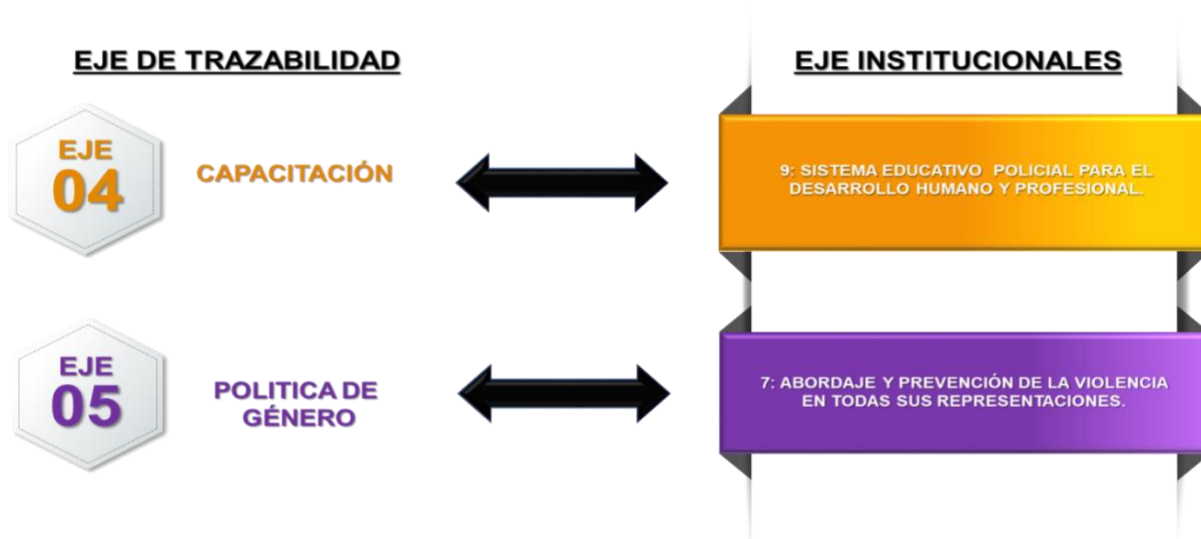 EJE DE TRAZABILIDAD
EJE INSTITUCIONALES
EJE
04
CAPACITACIÓN
9: SISTEMA EDUCATIVO POLICIAL PARA EL
DESARROLLO HUMANO Y PROFESIONAL.
EJE
05
POLITICA DE
GÉNERO
7: ABORDAJE Y PREVENCIÓN DE LA VIOLENCIA
EN TODAS SUS REPRESENTACIONES.